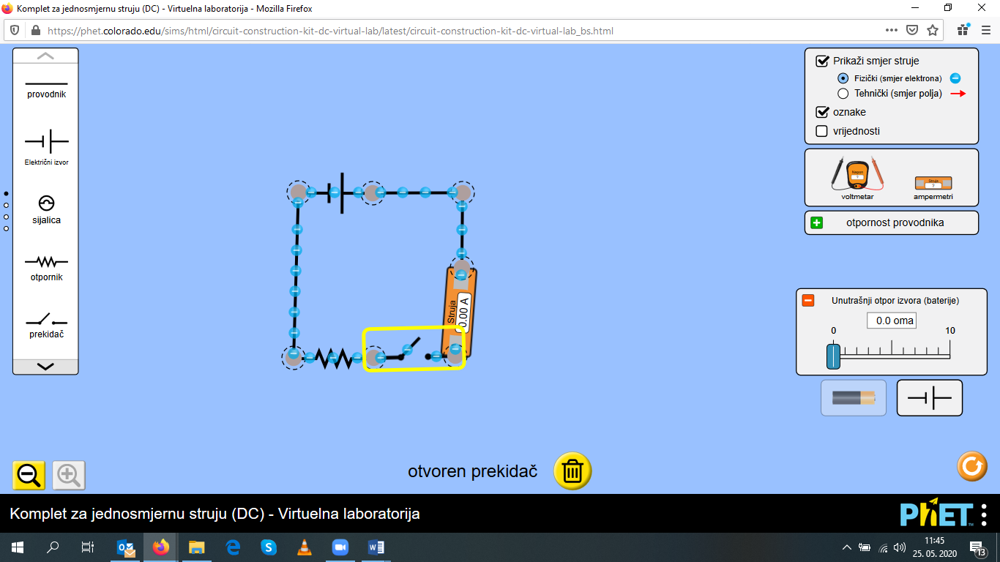 Komplet za jednosmjernu struju (DC) - Virtuelna laboratorija - Mozilla Firefox
https://phet.colorado.edu/sims/html/circuit-construction-kit-dc-virtual-lab/latest/circuit-construction-kit-dc-virtual-lab_bs.html
provodnik
Električni izvor
sijalica
otpornik
prekidač
Prikaži smjer struje
Fizički (smjer elektrona)
Tehnički (smjer polja)
oznake
vrijednosti
Napon
?
voltmetar
Struja
?
ampermetri
otpornost provodnika
Struja
0.00 A
Unutrašnji otpor izvora (baterije)
0.0 oma
0
10
otvoren prekidač
Komplet za jednosmjernu struju (DC) - Virtuelna laboratorija
PhET
11:45
25. 05. 2020
13